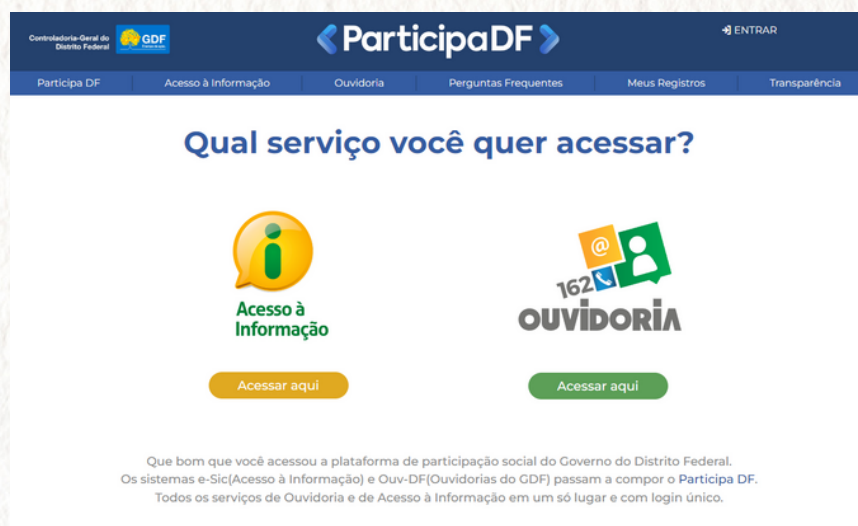 Controladoria-Geral do
Distrito Federal
GDF
ParticipaDF
ENTRAR
Participa DF
Acesso à Informação
Ouvidoria
Perguntas Frequentes
Meus Registros
Transparência
Qual serviço você quer acessar?
Acesso à
Informação
@
162
OUVIDORIA
Acessar aqui
Acessar aqui
Que bom que você acessou a plataforma de participação social do Governo do Distrito Federal.
Os sistemas e-Sic(Acesso à Informação) e Ouv-DF(Ouvidorias do GDF) passam a compor o Participa DF.
Todos os serviços de Ouvidoria e de Acesso à Informação em um só lugar e com login único.